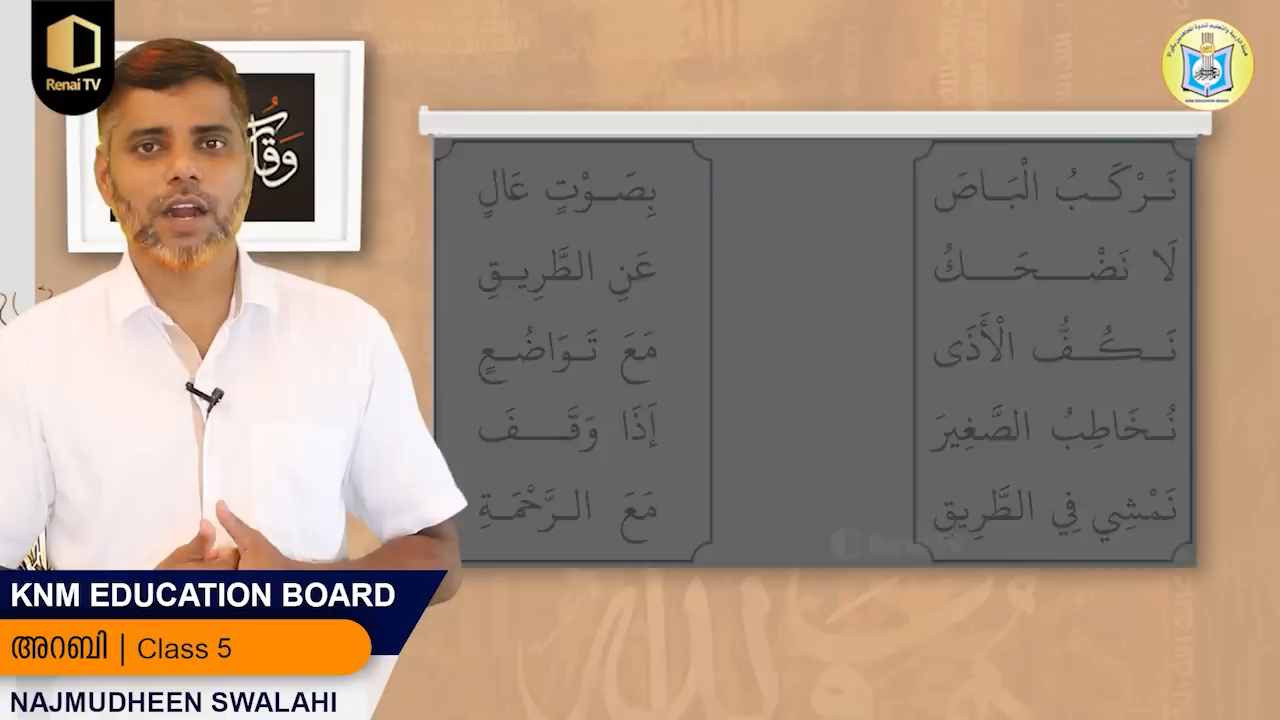 Renai TV
نَرْكَبُ الْبَاصَ
لَا نَضْحَكُ
نَكُفُّ الْأَذَى
نُخَاطِبُ الصَّغِيرَ
نَمْشِي فِي الطَّرِيقِ
بِصَوْتٍ عَالٍ
عَنِ الطَّرِيقِ
مَعَ تَوَاضُعٍ
إَذَا وَقَفَ
مَعَ الرَّحْمَةِ
KNM EDUCATION BOARD
അറബി | Class 5
NAJMUDHEEN SWALAHI